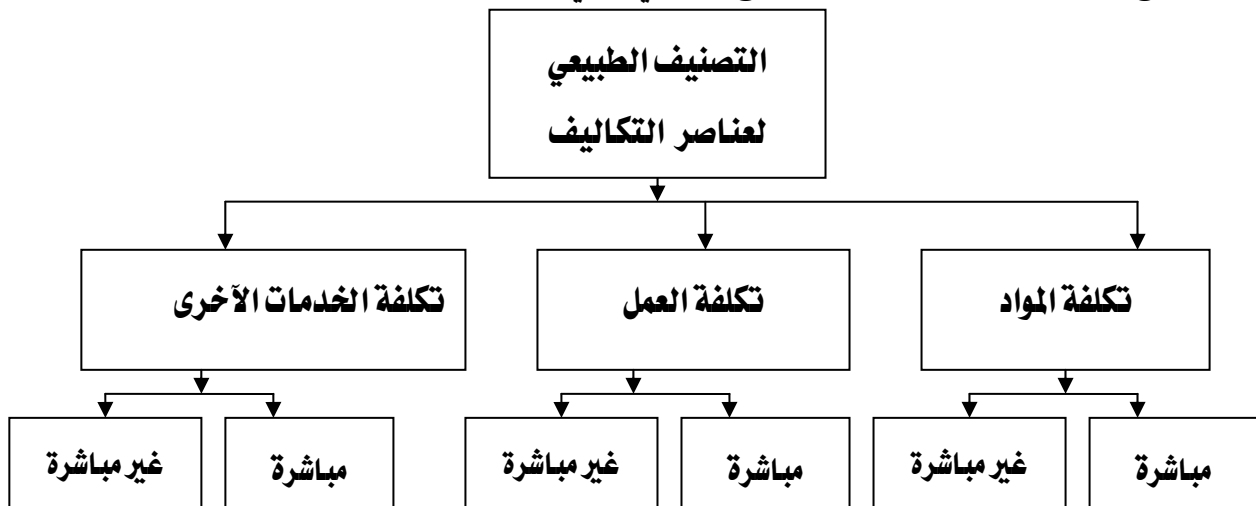 التصنيف الطبيعي
لعناصر التكاليف
تكلفة المواد
تكلفة العمل
تكلفة الخدمات الآخرى
مباشرة
غير مباشرة
مباشرة
غير مباشرة
مباشرة
غير مباشرة